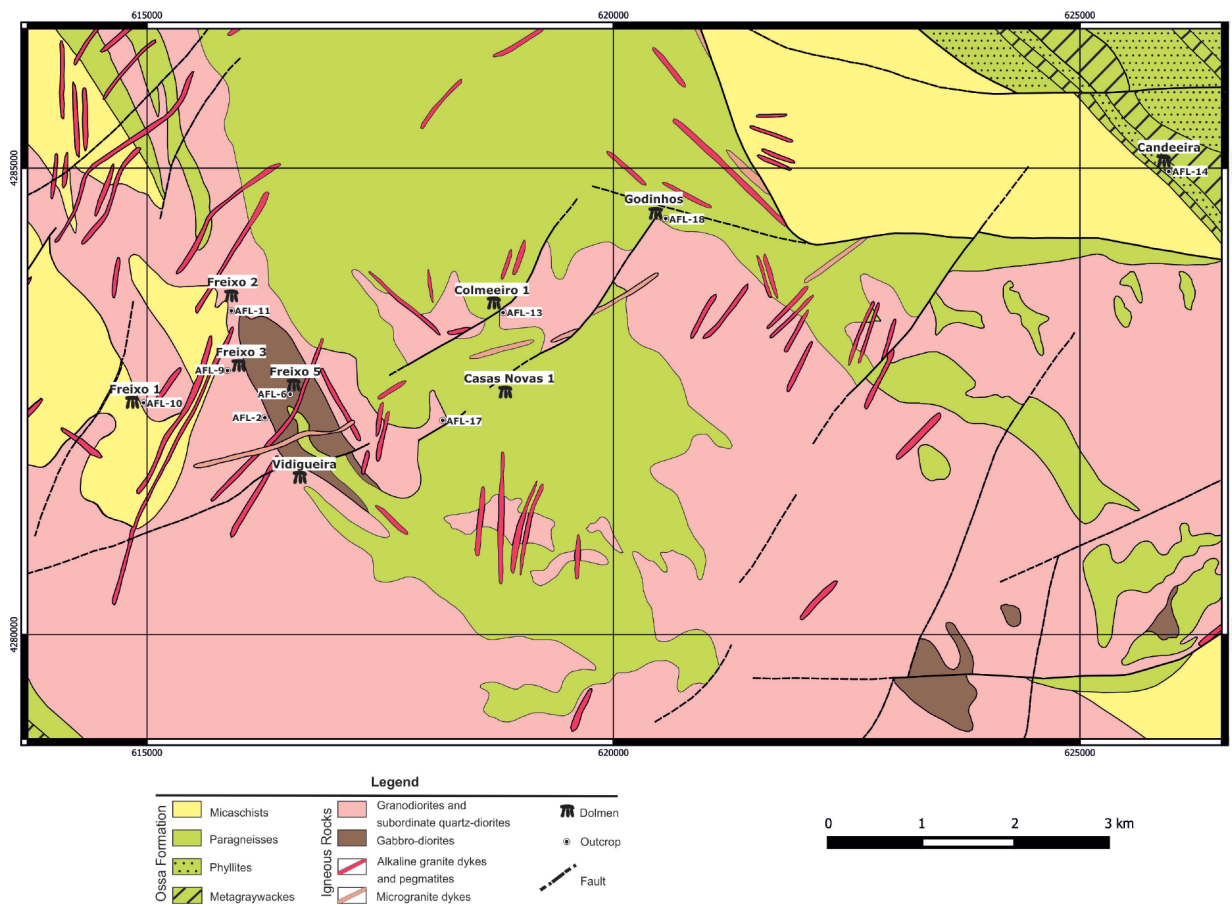 615000
620000
625000
4285000
4280000
Candeeira
AFL-14
Godinhos
AFL-18
Freixo 2
AFL-11
Colmeeiro 1
AFL-13
Freixo 3
AFL-9
Freixo 5
AFL-6
Freixo 1
AFL-10
AFL-2
Casas Novas 1
AFL-17
Vidigueira
615000
620000
625000
Legend
Ossa Formation
Micaschists
Paragneisses
Phyllites
Metagraywackes
Igneous Rocks
Granodiorites and
subordinate quartz-diorites
Gabbro-diorites
Alkaline granite dykes
and pegmatites
Microgranite dykes
Dolmen
Outcrop
Fault
0 1 2 3 km